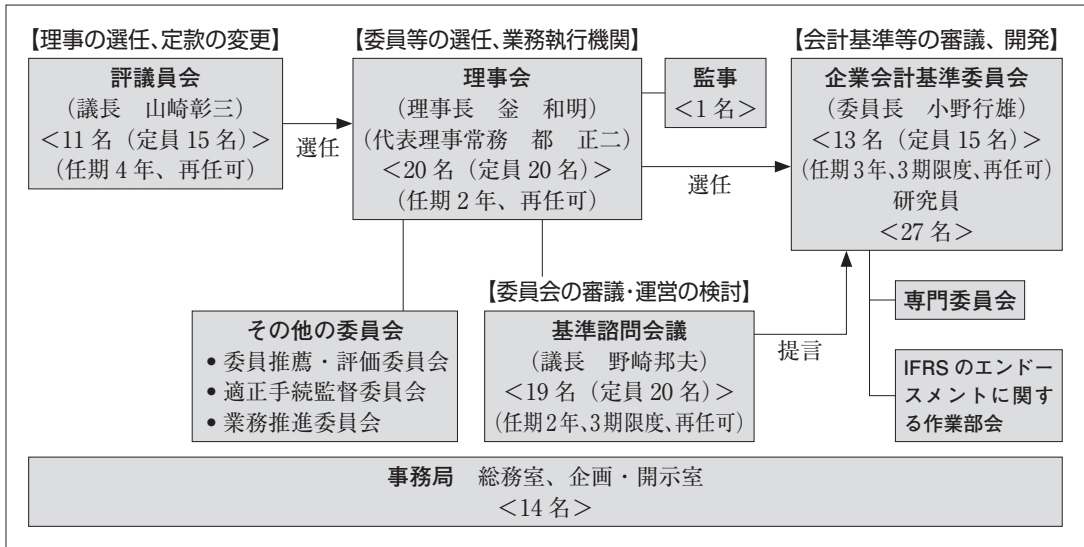 【理事の選任、定款の変更】
評議員会
(議長 山崎彰三)
<11名(定員15名)>
(任期4年、再任可)
選任
【委員等の選任、業務執行機関】
理事会
(理事長 釜 和明)
(代表理事常務 都 正二)
<20名(定員20名)>
(任期2年、再任可)
監事
<1名>
選任
【会計基準等の審議、開発】
企業会計基準委員会
(委員長 小野行雄)
<13名(定員15名)>
(任期3年、3期限度、再任可)
研究員
<27名>
その他の委員会
● 委員推薦・評価委員会
● 適正手続監督委員会
● 業務推進委員会
【委員会の審議・運営の検討】
基準諮問会議
(議長 野崎邦夫)
<19名(定員20名)>
(任期2年、3期限度、再任可)
提言
専門委員会
IFRSのエンドー
スメントに関す
る作業部会
事務局 総務室、企画・開示室
<14名>